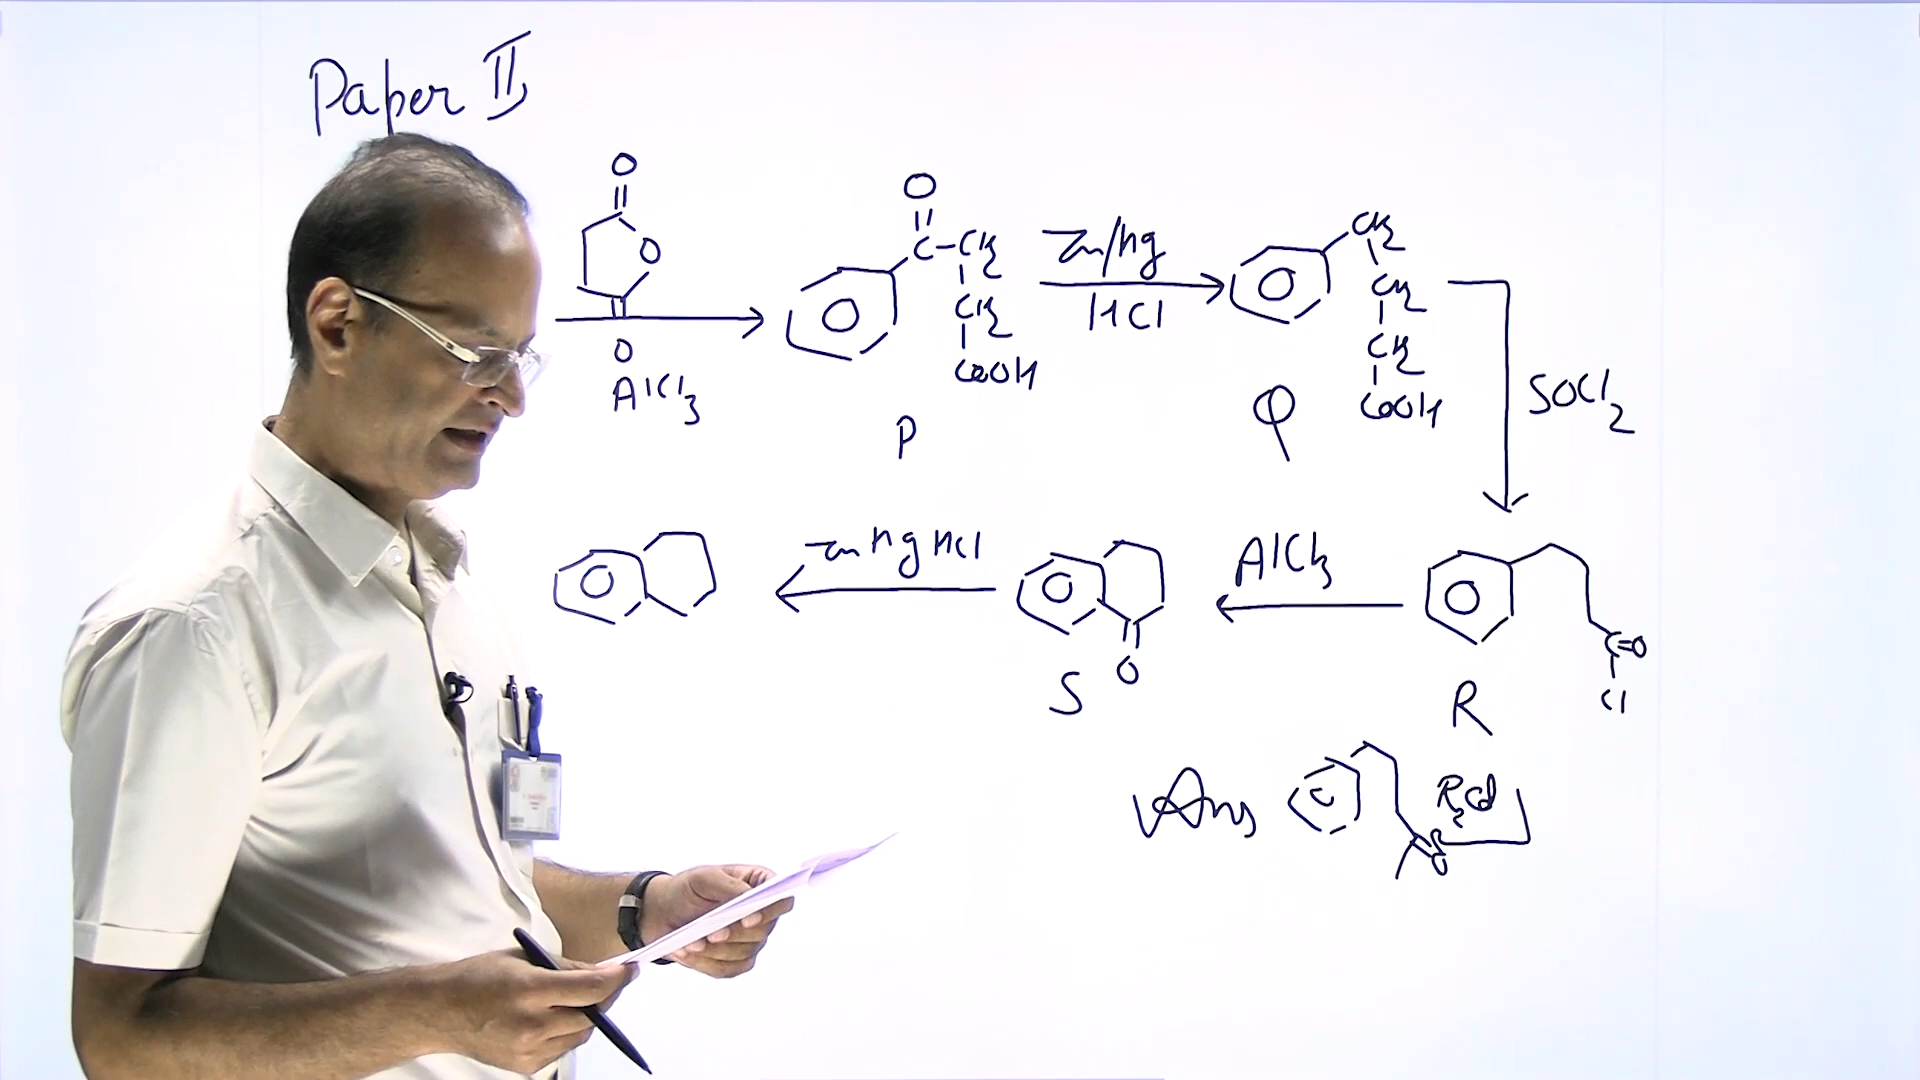 Paper II
O
O
O
AlCl3
O
C-CH2
CH2
COOH
P
Zn/Hg
HCl
CH2
CH2
CH2
COOH
Q
SOCl2
C=O
Cl
R
AlCl3
O
S
Zn Hg HCl
Ans
R2Cd
O